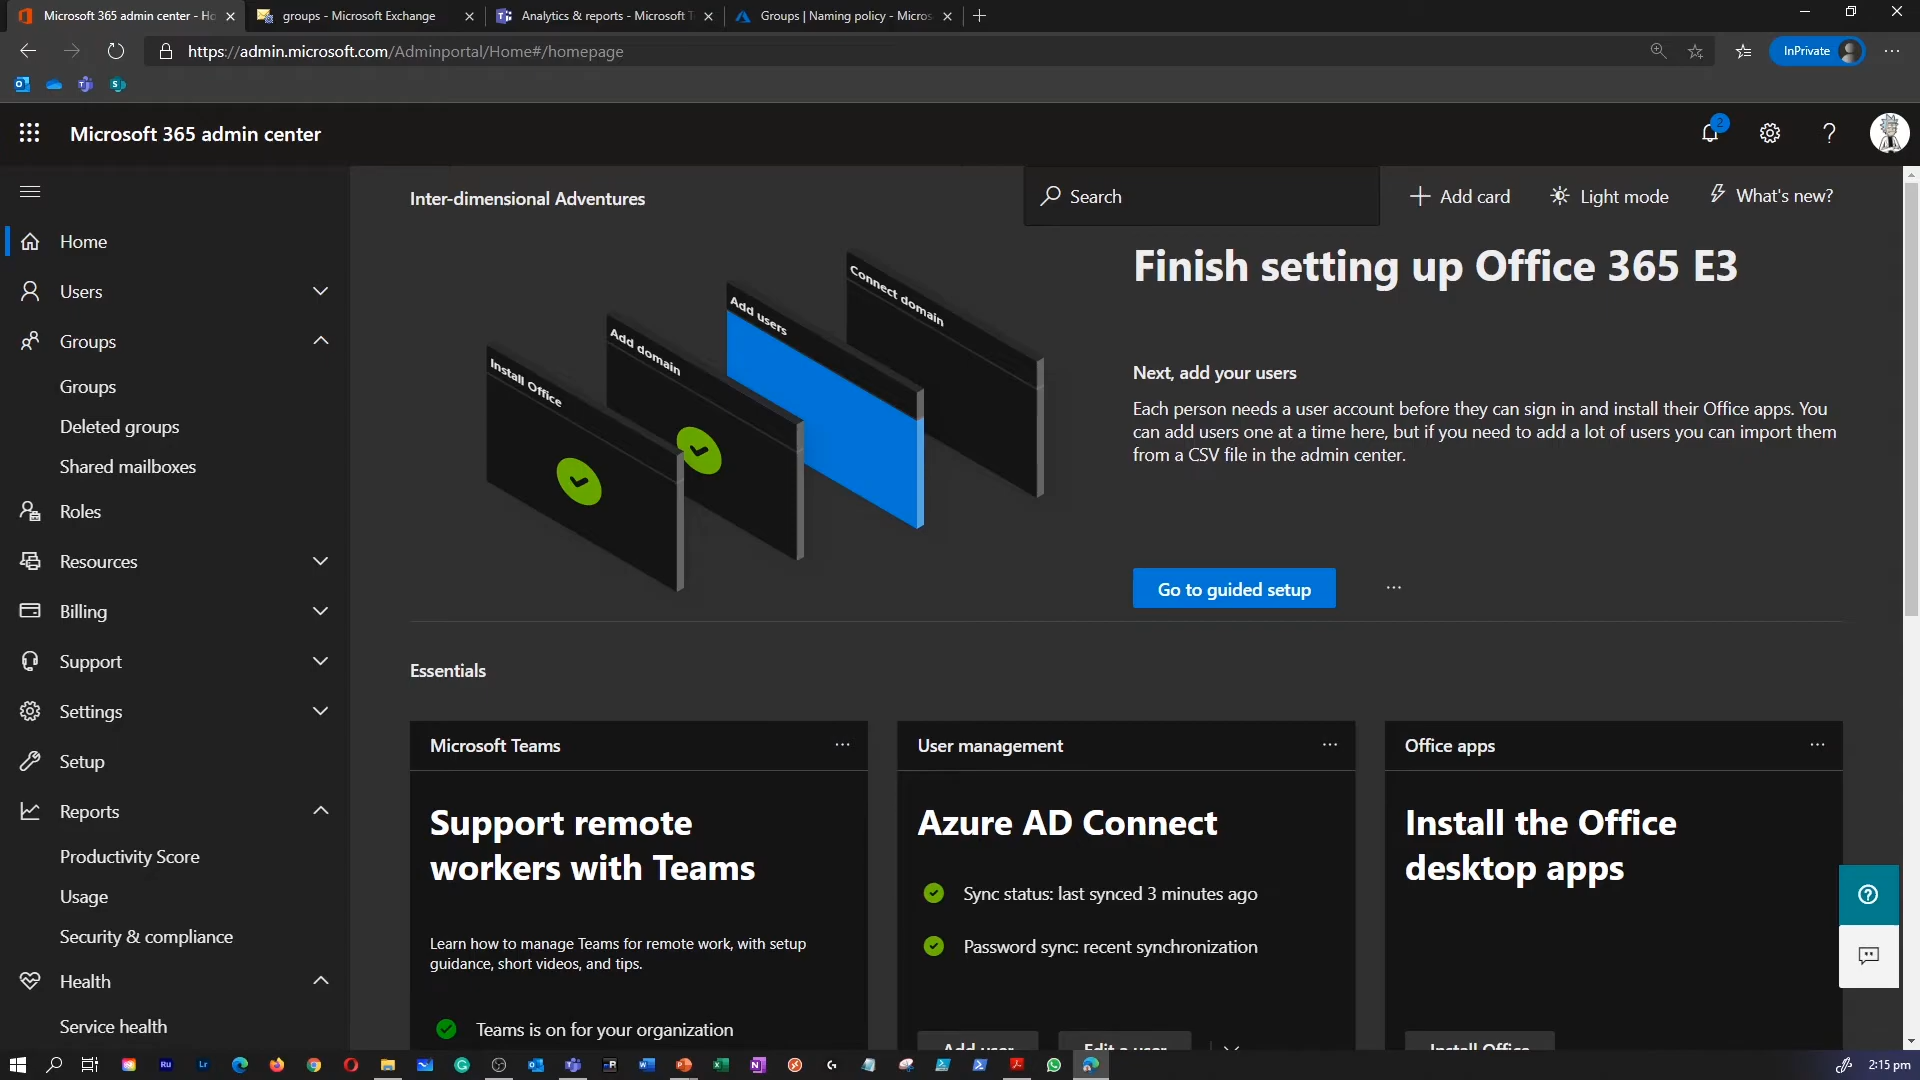 Microsoft 365 admin center - Ho
groups - Microsoft Exchange
Analytics & reports - Microsoft T
Groups | Naming policy - Micros
https://admin.microsoft.com/Adminportal/Home#/homepage
InPrivate
Microsoft 365 admin center
2
Inter-dimensional Adventures
Search
Add card
Light mode
What's new?
Home
Users
Groups
Groups
Deleted groups
Shared mailboxes
Roles
Resources
Billing
Support
Settings
Setup
Reports
Productivity Score
Usage
Security & compliance
Health
Service health
Install Office
Add domain
Add users
Connect domain
Finish setting up Office 365 E3
Next, add your users
Each person needs a user account before they can sign in and install their Office apps. You
can add users one at a time here, but if you need to add a lot of users you can import them
from a CSV file in the admin center.
Go to guided setup
Essentials
Microsoft Teams
Support remote
workers with Teams
Learn how to manage Teams for remote work, with setup
guidance, short videos, and tips.
Teams is on for your organization
User management
Azure AD Connect
Sync status: last synced 3 minutes ago
Password sync: recent synchronization
Add user
Edit a user
Office apps
Install the Office
desktop apps
Install Office
Ru
Lr
2:15 pm